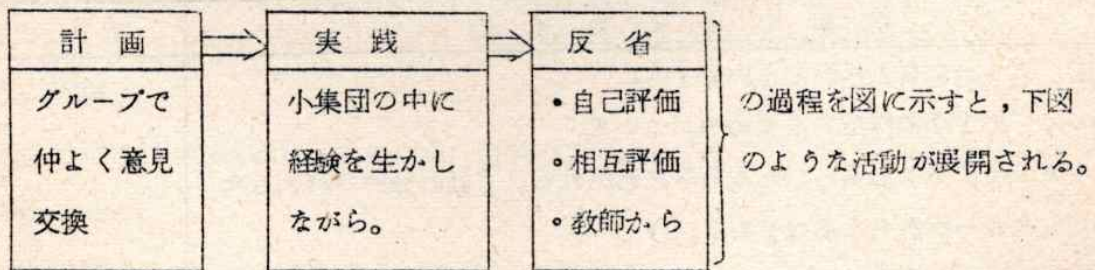 計画
グループで
仲よく意見
交換
実践
小集団の中に
経験を生かし
ながら。
反省
・自己評価
・相互評価
・教師から
の過程を図に示すと，下図
のような活動が展開される。